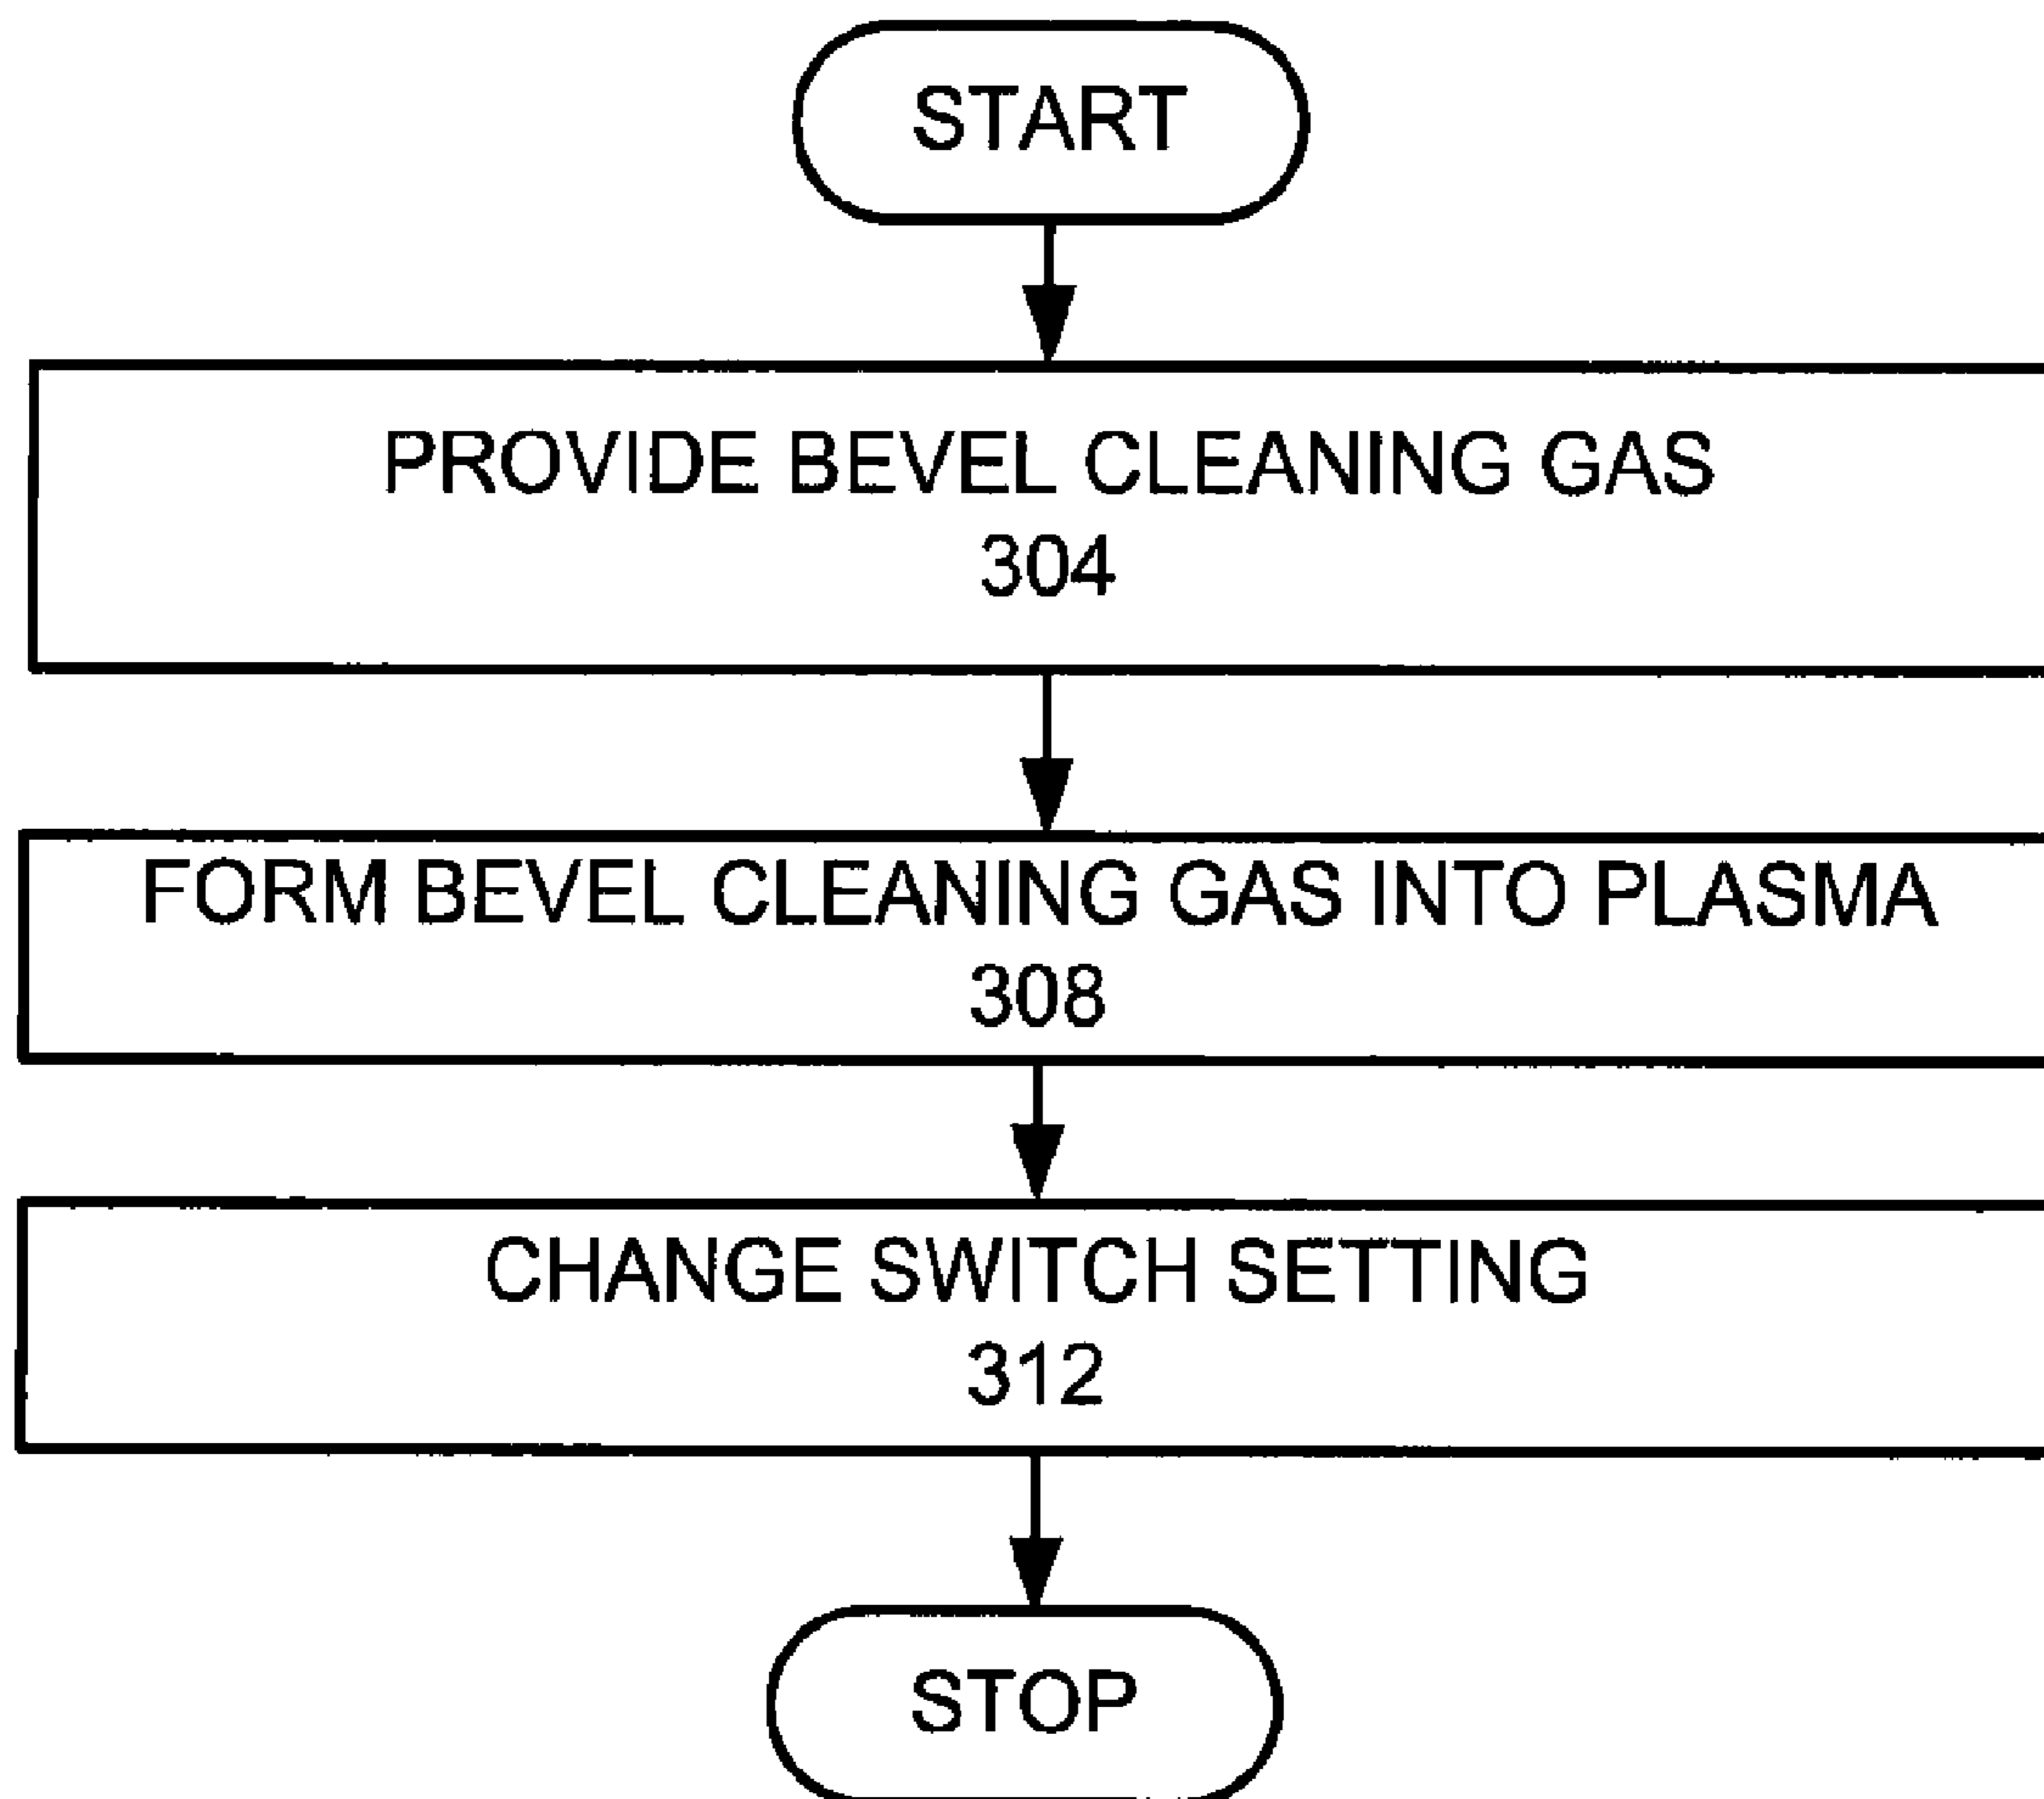 START
PROVIDE BEVEL CLEANING GAS
304
FORM BEVEL CLEANING GAS INTO PLASMA
308
CHANGE SWITCH SETTING
312
STOP